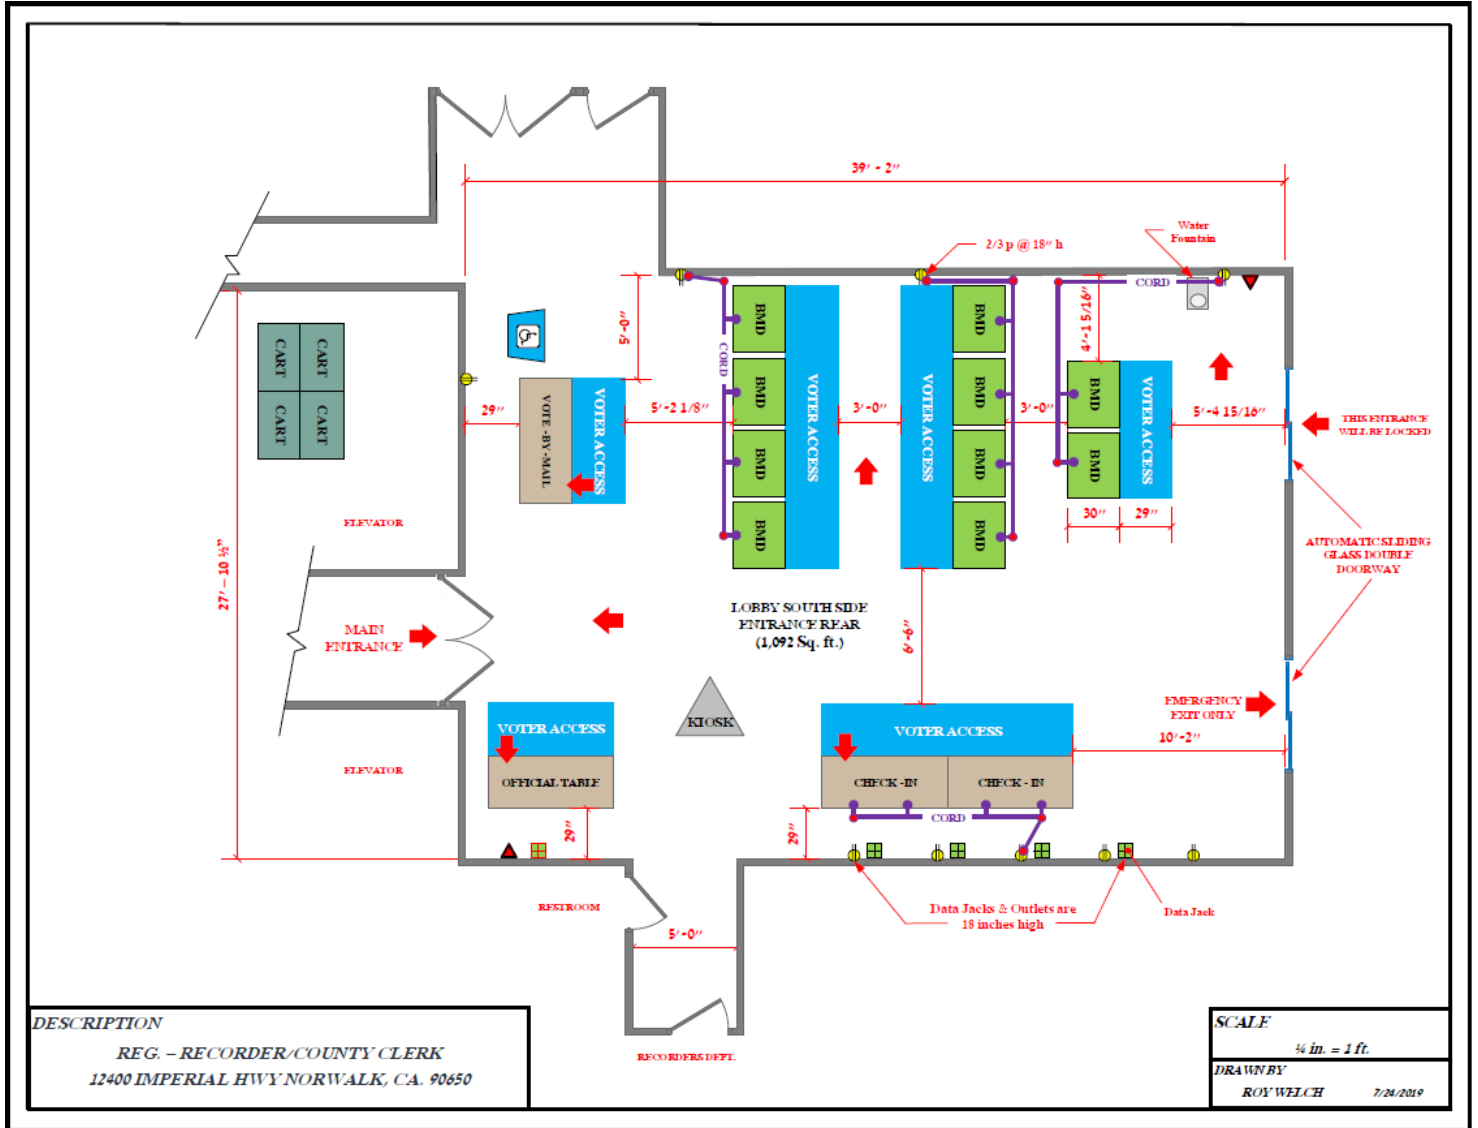 39' - 2"
Water
Fountain
2/3 p @ 18" h
CORD
5'-0"
4'-1 5/16"
BMD
BMD
BMD
CORD
CART
CART
VOTER ACCESS
VOTER ACCESS
BMD
BMD
BMD
VOTER ACCESS
VOTE -BY-MAIL
VOTER ACCESS
29"
5'-2 1/8"
3'-0"
3'-0"
5'-4 15/16"
THIS ENTRANCE
WILL BE LOCKED
CART
CART
BMD
BMD
BMD
30"
29"
ELEVATOR
BMD
BMD
AUTOMATIC SLIDING
GLASS DOUBLE
DOORWAY
27' – 10 ½"
LOBBY SOUTH SIDE
ENTRANCE REAR
(1,092 Sq. ft.)
MAIN
ENTRANCE
6'-6"
EMERGENCY
EXIT ONLY
KIOSK
VOTER ACCESS
VOTER ACCESS
10'-2"
ELEVATOR
OFFICIAL TABLE
CHECK -IN
CHECK - IN
CORD
29"
29"
RESTROOM
Data Jacks & Outlets are
18 inches high
Data Jack
5'-0"
RECORDERS DEPT.
DESCRIPTION
REG. – RECORDER/COUNTY CLERK
12400 IMPERIAL HWY NORWALK, CA. 90650
SCALE
¼ in. = 1 ft.
DRAWN BY
ROY WELCH 7/24/2019